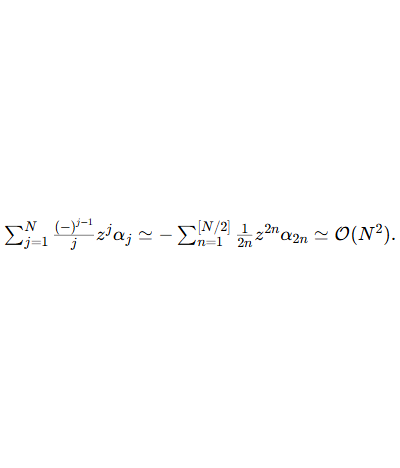 $\sum_{j=1}^{N} \frac{(-)^{j-1}}{j} z^j \alpha_j \simeq - \sum_{n=1}^{[N/2]} \frac{1}{2n} z^{2n} \alpha_{2n} \simeq \mathcal{O}(N^2).$